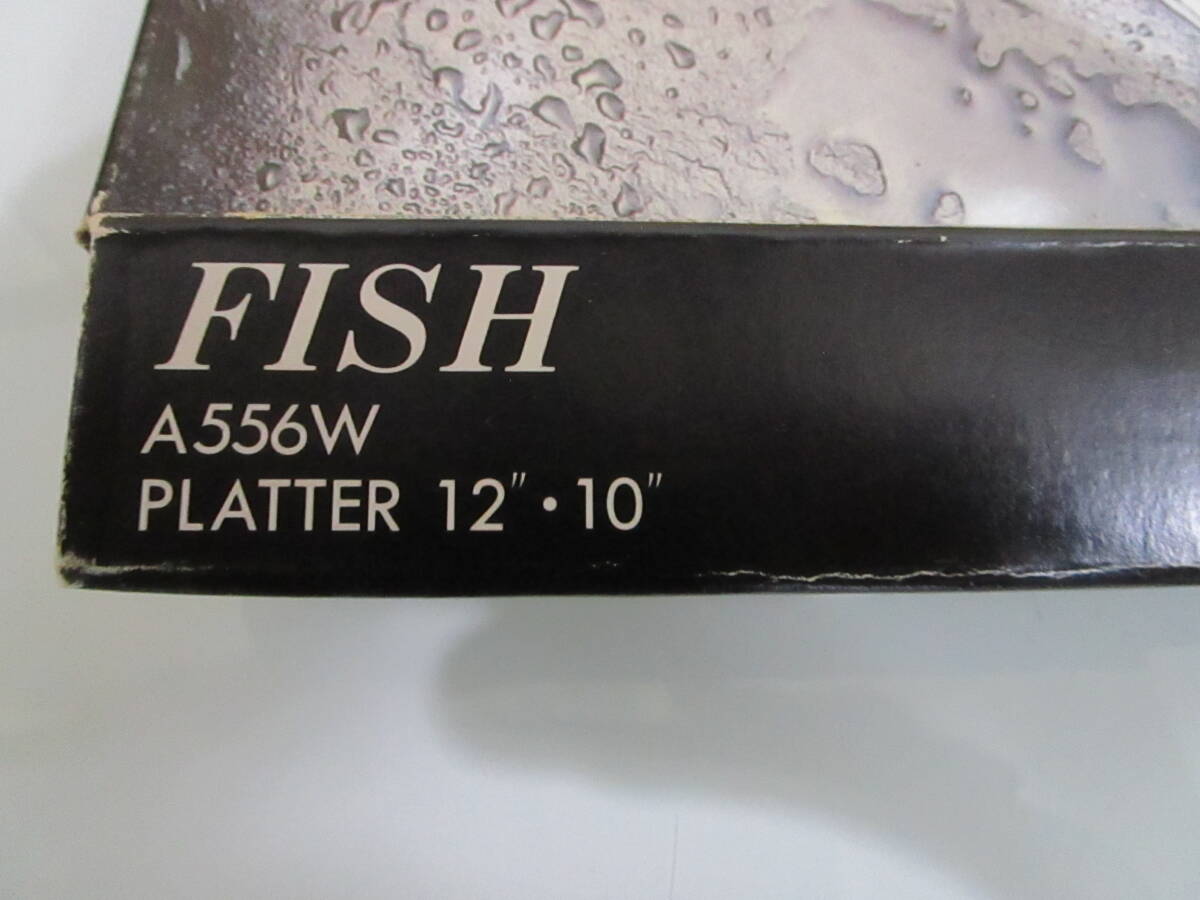 FISH
A556W
PLATTER 12" • 10"